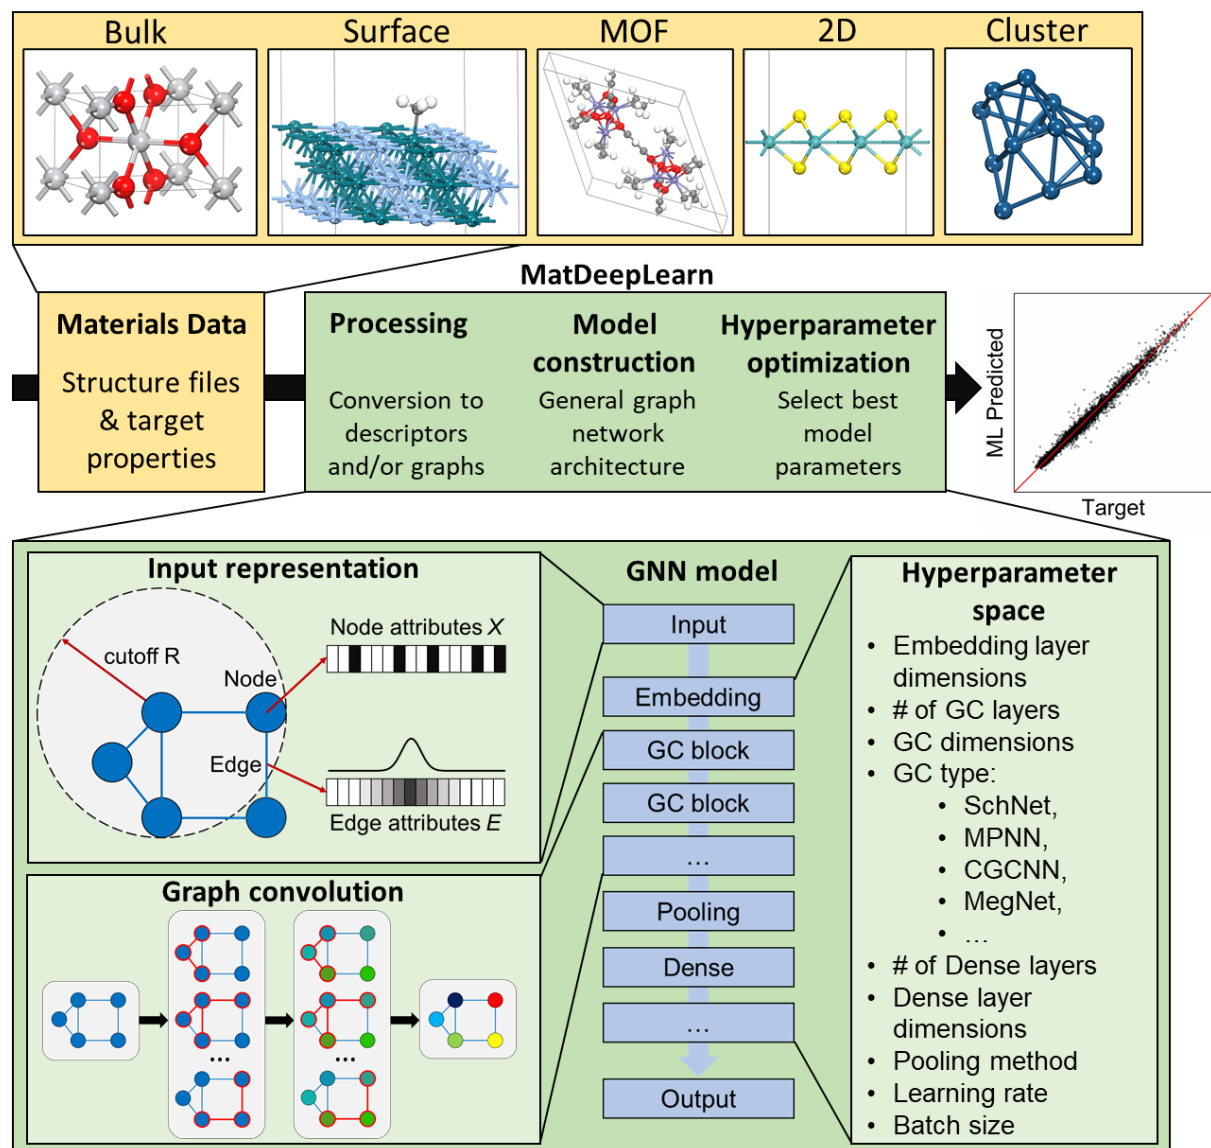 Bulk
Surface
MOF
2D
Cluster
MatDeepLearn
Materials Data
Structure files
& target
properties
Processing
Conversion to
descriptors
and/or graphs
Model
construction
General graph
network
architecture
Hyperparameter
optimization
Select best
model
parameters
ML Predicted
Target
Input representation
cutoff R
Node
Edge
Node attributes X
Edge attributes E
Graph convolution
...
...
GNN model
Input
Embedding
GC block
GC block
...
Pooling
Dense
...
Output
Hyperparameter
space
• Embedding layer
dimensions
• # of GC layers
• GC dimensions
• GC type:
• SchNet,
• MPNN,
• CGCNN,
• MegNet,
• ...
• # of Dense layers
• Dense layer
dimensions
• Pooling method
• Learning rate
• Batch size